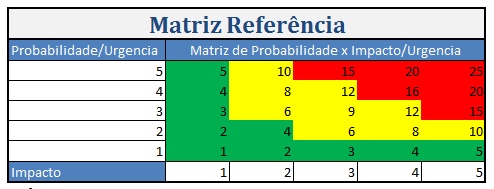 Matriz Referência
Probabilidade/Urgencia Matriz de Probabilidade x Impacto/Urgencia
5 5 10 15 20 25
4 4 8 12 16 20
3 3 6 9 12 15
2 2 4 6 8 10
1 1 2 3 4 5
Impacto 1 2 3 4 5